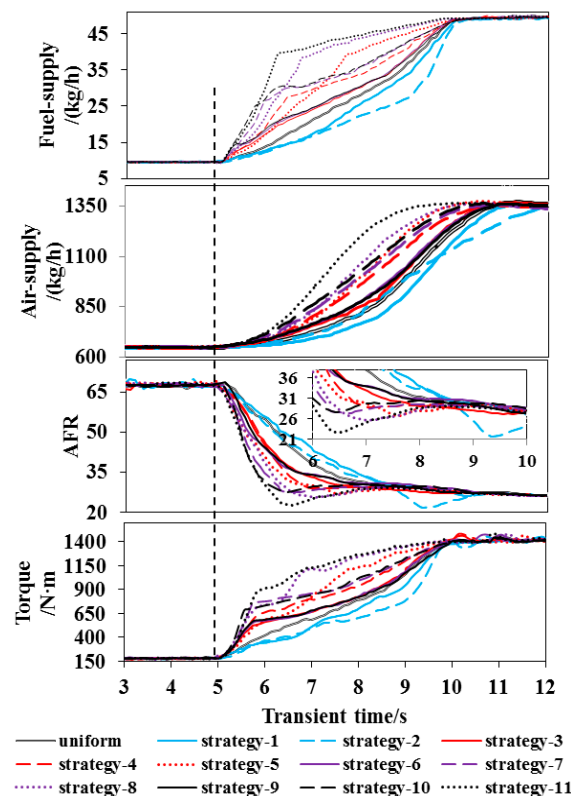 Fuel-supply
/(kg/h)
45
35
25
15
5
Air-supply
/(kg/h)
1350
1100
850
600
AFR
65
50
35
20
36
31
26
21
6 7 8 9 10
Torque
/N·m
1400
1150
900
650
400
150
3 4 5 6 7 8 9 10 11 12
Transient time/s
uniform strategy-1 strategy-2 strategy-3
strategy-4 strategy-5 strategy-6 strategy-7
strategy-8 strategy-9 strategy-10 strategy-11